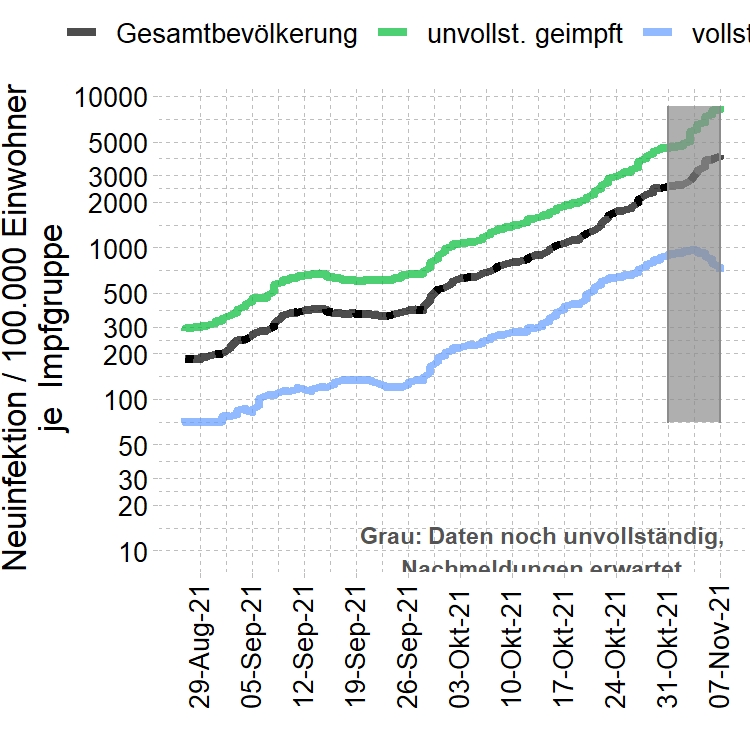 Gesamtbevölkerung unvollst. geimpft vollst
Neuinfektion / 100.000 Einwohner
je Impfgruppe
10000
5000
3000
2000
1000
500
300
200
100
50
30
20
10
Grau: Daten noch unvollständig,
Nachmeldungen erwartet
29-Aug-21
05-Sep-21
12-Sep-21
19-Sep-21
26-Sep-21
03-Okt-21
10-Okt-21
17-Okt-21
24-Okt-21
31-Okt-21
07-Nov-21